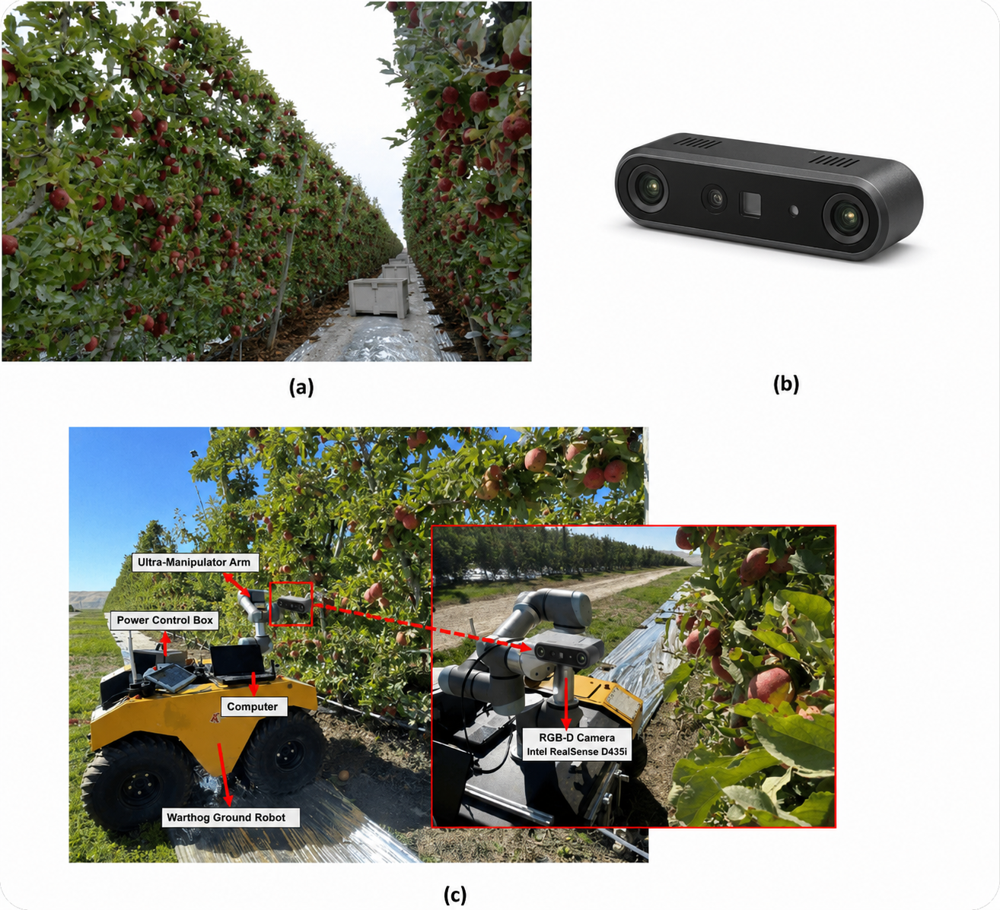 (a)
(b)
Ultra-Manipulator Arm
Power Control Box
Computer
RGB-D Camera
Intel RealSense D435i
Warthog Ground Robot
(c)